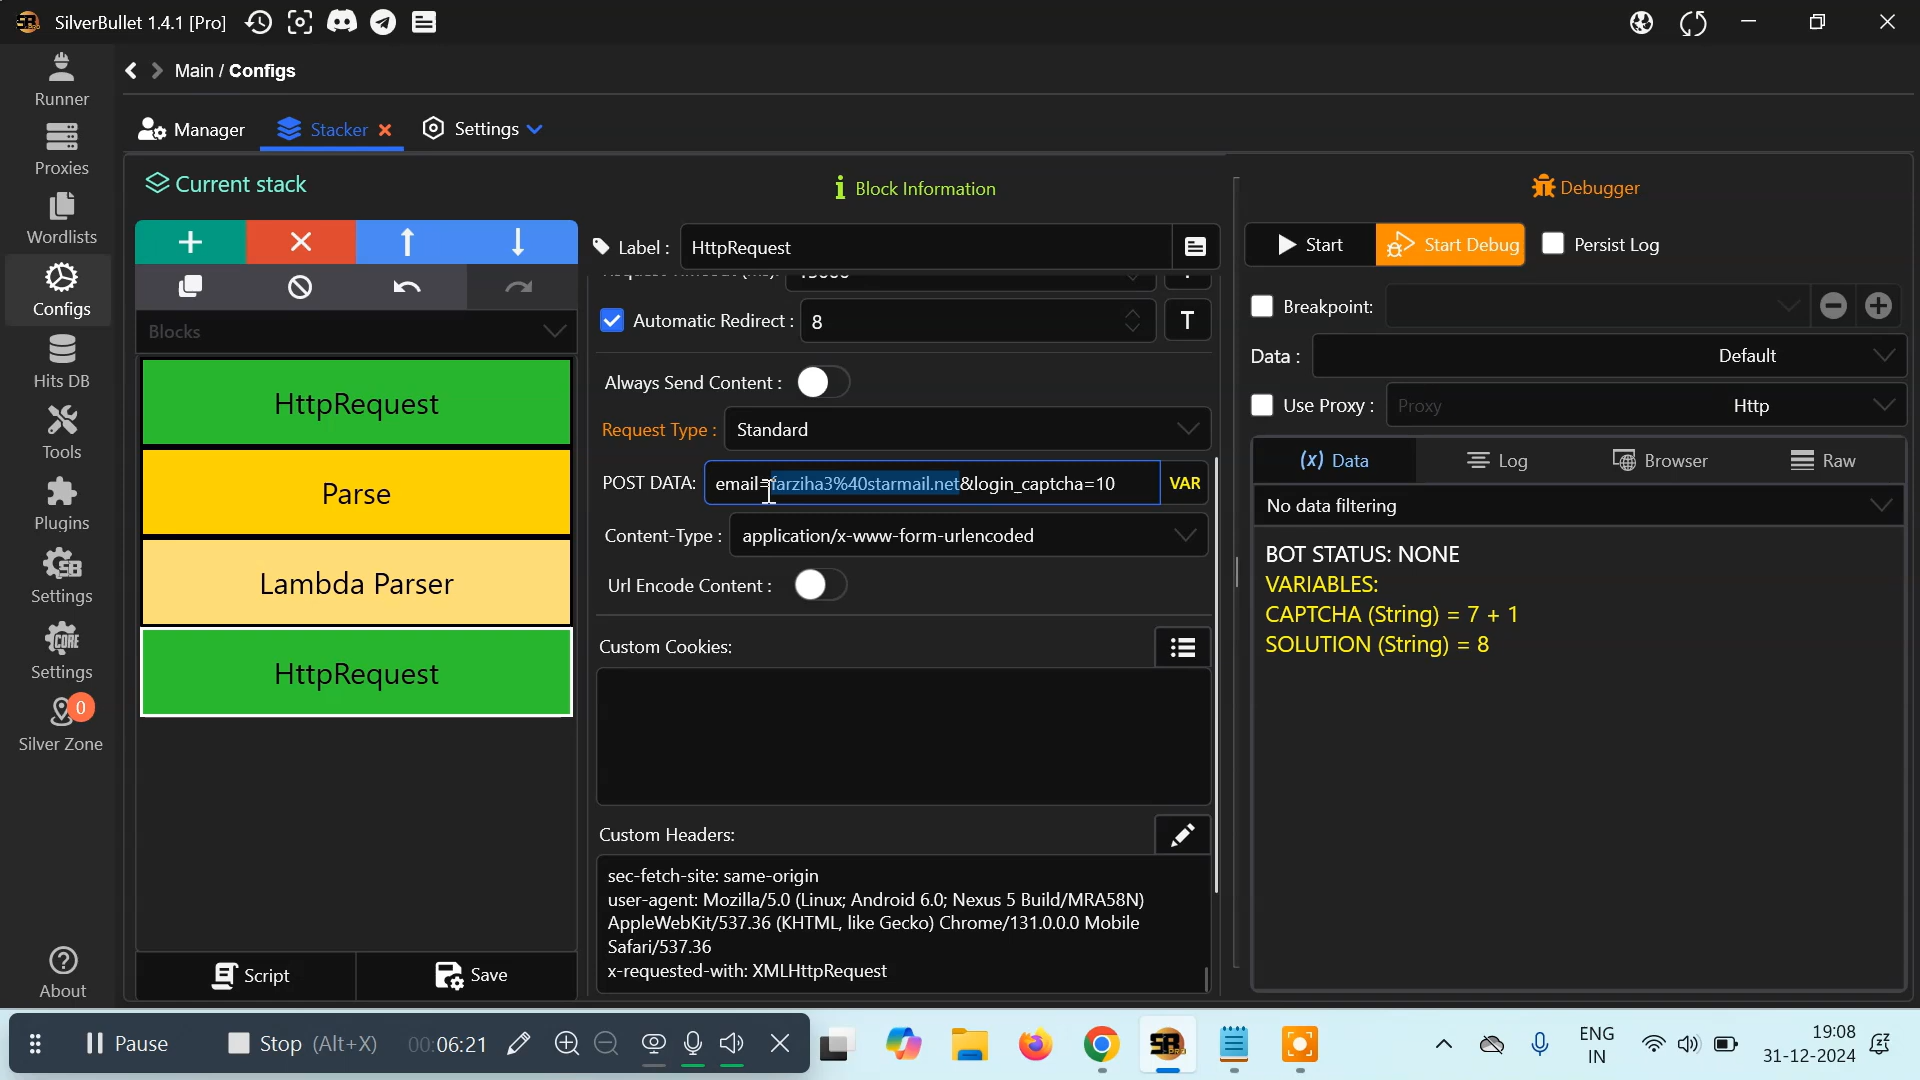 SilverBullet 1.4.1 [Pro]
Runner
Proxies
Wordlists
Configs
Hits DB
Tools
Plugins
Settings
Settings
0
Silver Zone
About
Main / Configs
Manager
Stacker
Settings
Current stack
Blocks
HttpRequest
Parse
Lambda Parser
HttpRequest
Script
Save
Block Information
Label :
HttpRequest
Automatic Redirect :
8
T
Always Send Content :
Request Type :
Standard
POST DATA:
email=farziha3%40starmail.net&login_captcha=10
VAR
Content-Type :
application/x-www-form-urlencoded
Url Encode Content :
Custom Cookies:
Custom Headers:
sec-fetch-site: same-origin
user-agent: Mozilla/5.0 (Linux; Android 6.0; Nexus 5 Build/MRA58N)
AppleWebKit/537.36 (KHTML, like Gecko) Chrome/131.0.0.0 Mobile
Safari/537.36
x-requested-with: XMLHttpRequest
Debugger
Start
Start Debug
Persist Log
Breakpoint:
Data :
Default
Use Proxy :
Proxy
Http
(x) Data
Log
Browser
Raw
No data filtering
BOT STATUS: NONE
VARIABLES:
CAPTCHA (String) = 7 + 1
SOLUTION (String) = 8
Pause
Stop (Alt+X)
00:06:21
ENG
IN
19:08
31-12-2024